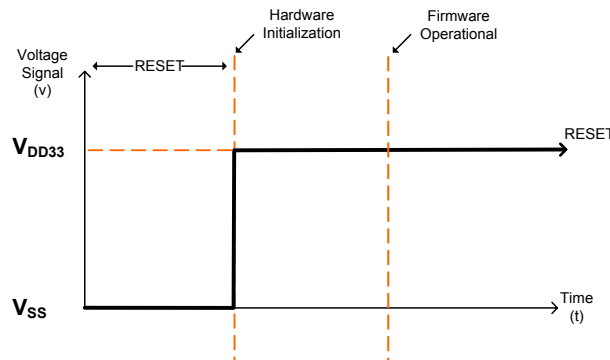 Hardware
Initialization
Firmware
Operational
Voltage
Signal
(v)
RESET
VDD33
RESET
VSS
Time
(t)